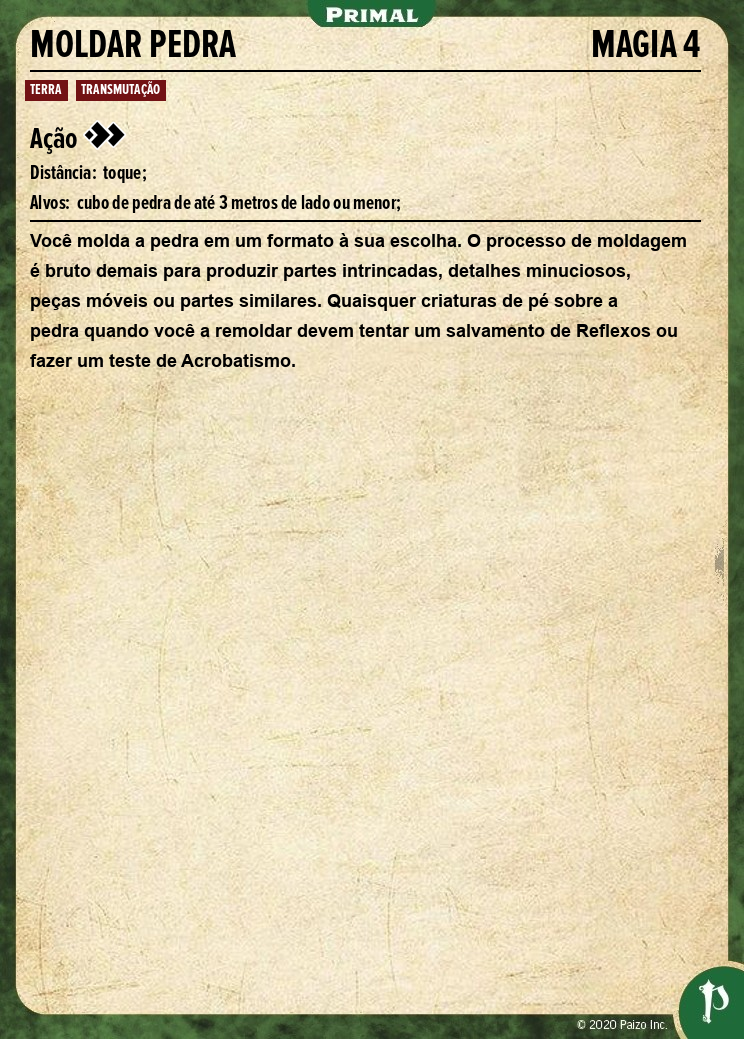 PRIMAL
MOLDAR PEDRA MAGIA 4
TERRA TRANSMUTAÇÃO
Ação
Distância: toque;
Alvos: cubo de pedra de até 3 metros de lado ou menor;
Você molda a pedra em um formato à sua escolha. O processo de moldagem
é bruto demais para produzir partes intrincadas, detalhes minuciosos,
peças móveis ou partes similares. Quaisquer criaturas de pé sobre a
pedra quando você a remoldar devem tentar um salvamento de Reflexos ou
fazer um teste de Acrobatismo.
© 2020 Paizo Inc.
P